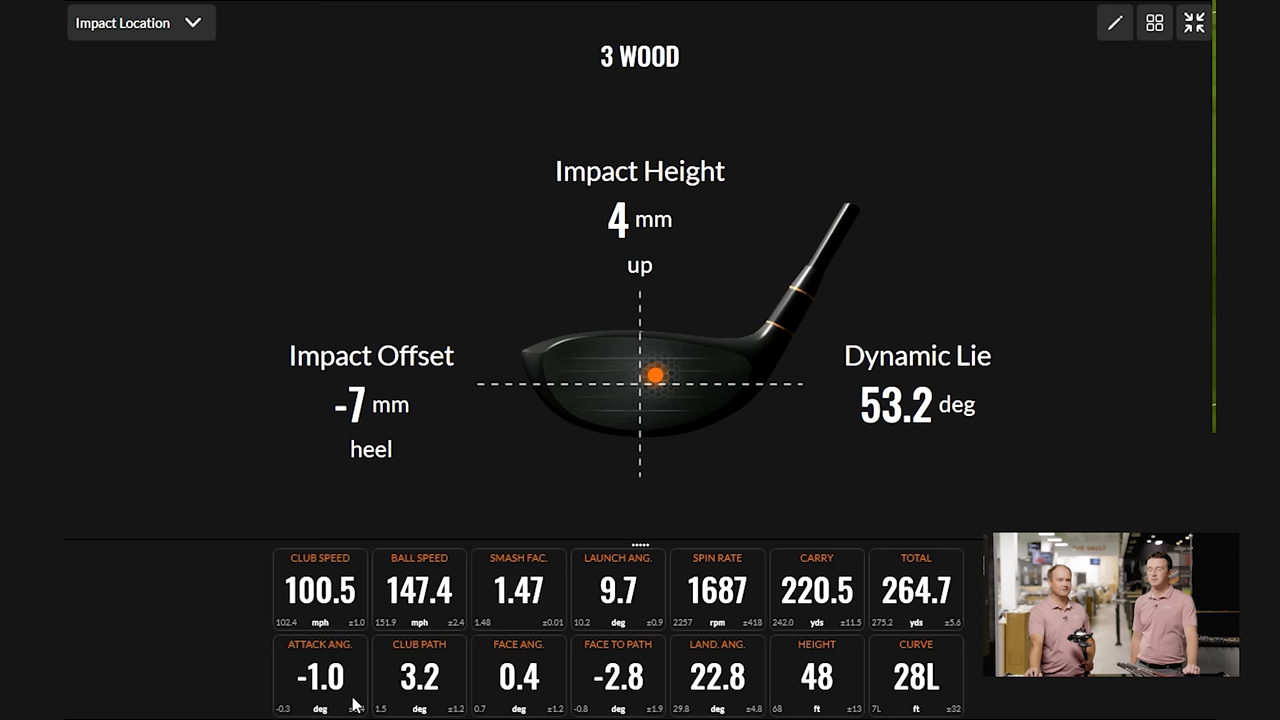 Impact Location
3 WOOD
Impact Height
4 mm
up
Impact Offset
-7 mm
heel
Dynamic Lie
53.2 deg
CLUB SPEED BALL SPEED SMASH FAC. LAUNCH ANG. SPIN RATE CARRY TOTAL
100.5 147.4 1.47 9.7 1687 220.5 264.7
102.4 mph ±1.0 151.9 mph ±2.4 1.48 ±0.01 10.2 deg ±0.9 2257 rpm ±418 242.0 yds ±11.5 275.2 yds ±5.6
ATTACK ANG. CLUB PATH FACE ANG. FACE TO PATH LAND. ANG. HEIGHT CURVE
-1.0 3.2 0.4 -2.8 22.8 48 28L
-0.3 deg 1.5 deg ±1.2 0.7 deg ±1.2 -0.8 deg ±1.9 29.8 deg ±4.8 68 ft ±13 7L ft ±32